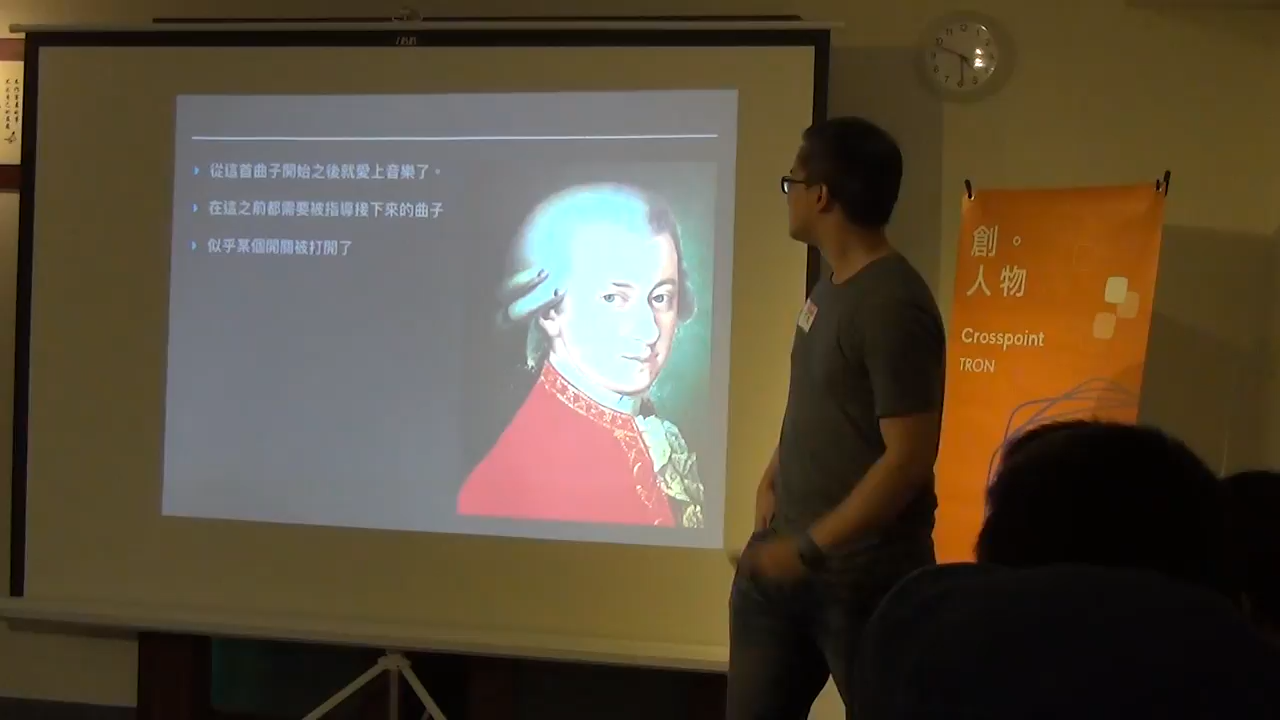 從這首曲子開始之後就愛上音樂了。
在這之前都需要被指導接下來的曲子
似乎某個開關被打開了
創。
人物
Crosspoint
TRON